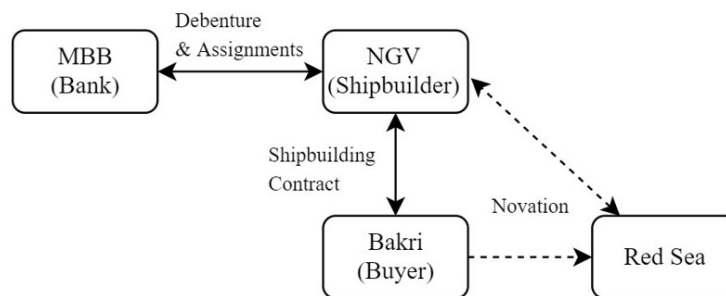 MBB
(Bank)
Debenture
& Assignments
NGV
(Shipbuilder)
Shipbuilding
Contract
Bakri
(Buyer)
Novation
Red Sea